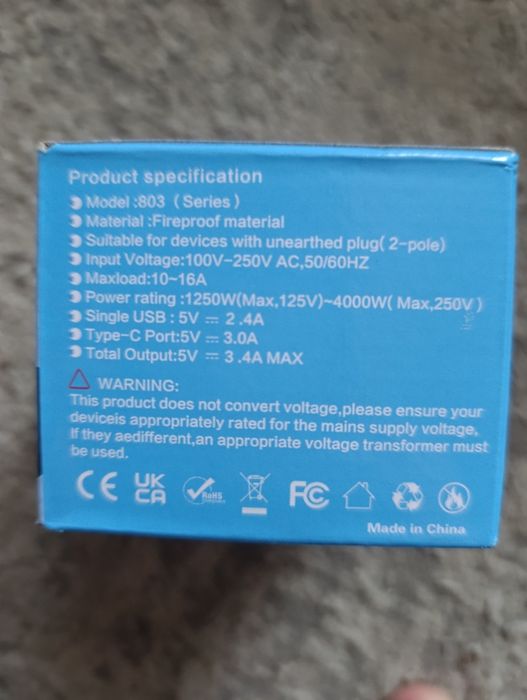 Product specification
Model :803 ( Series )
Material :Fireproof material
Suitable for devices with unearthed plug( 2-pole)
Input Voltage:100V-250V AC,50/60HZ
Maxload:10~16A
Power rating :1250W(Max,125V)~4000W( Max,250V )
Single USB : 5V ⎓ 2 .4A
Type-C Port:5V ⎓ 3.0A
Total Output:5V ⎓ 3 .4A MAX
WARNING:
This product does not convert voltage,please ensure your
deviceis appropriately rated for the mains supply voltage,
If they aedifferent,an appropriate voltage transformer must
be used.
CE UK CA RoHS FC
Made in China